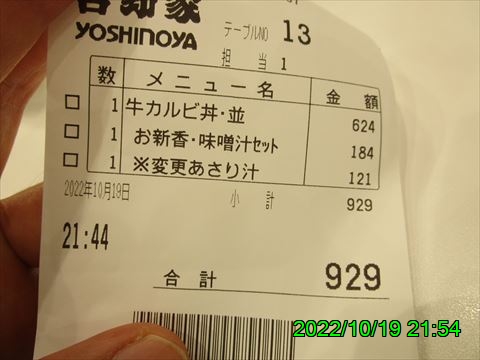 吉野家
YOSHINOYA
テーブルNO 13
担 当 1
数 メニュー名 金 額
1 牛カルビ丼・並 624
1 お新香・味噌汁セット 184
1 ※変更あさり汁 121
2022年10月19日 小 計 929
21:44
合 計 929
2022/10/19 21:54